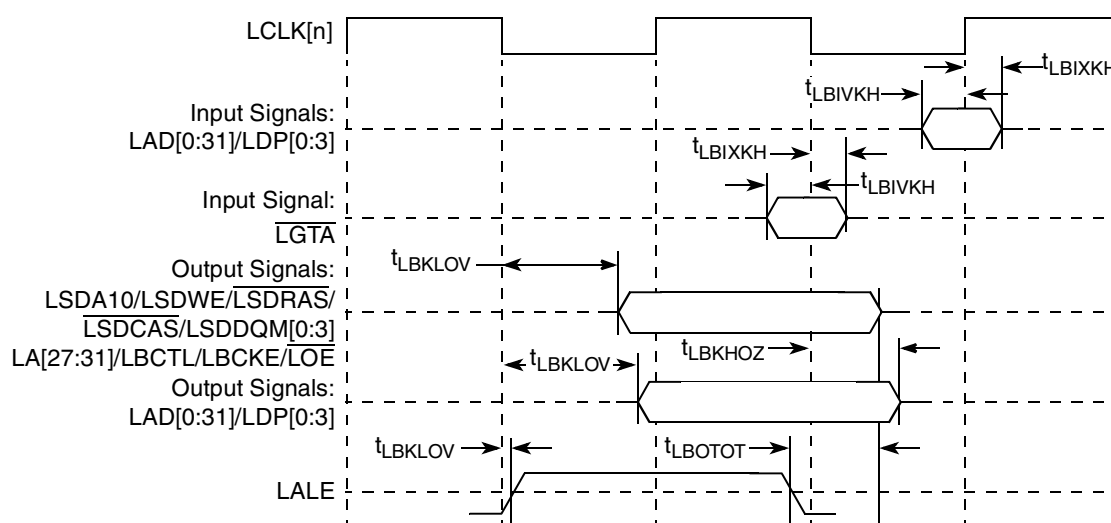 LCLK[n]
tLBIXKH
tLBIVKH
Input Signals:
LAD[0:31]/LDP[0:3]
tLBIXKH
tLBIVKH
Input Signal:
LGTA
tLBKLOV
Output Signals:
LSDA10/LSDWE/LSDRAS/
LSDCAS/LSDDQM[0:3]
LA[27:31]/LBCTL/LBCKE/LOE
tLBKHOZ
tLBKLOV
Output Signals:
LAD[0:31]/LDP[0:3]
tLBKLOV
tLBOTOT
LALE